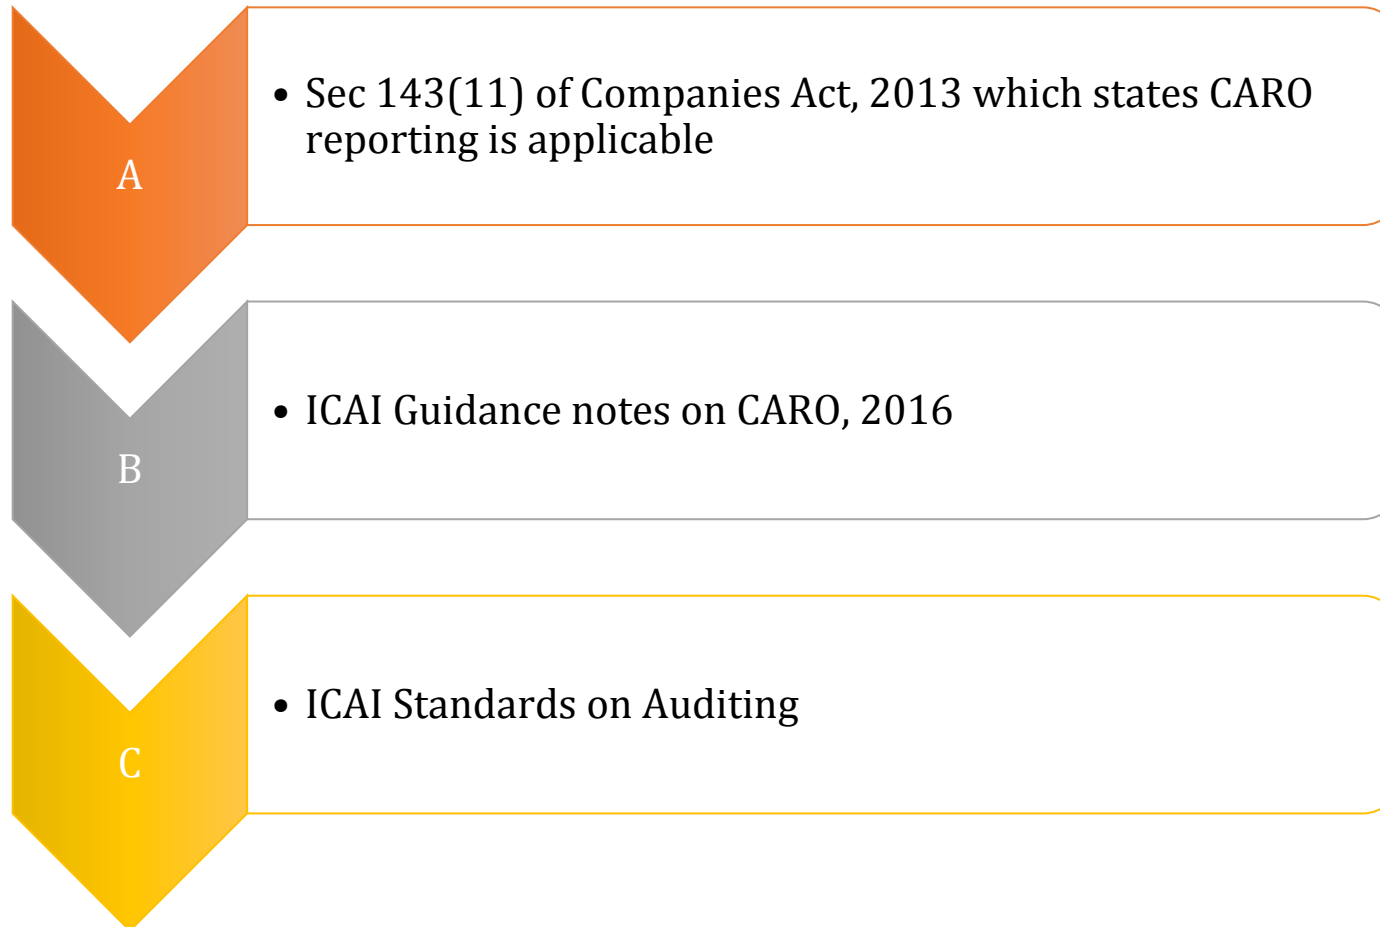 A
• Sec 143(11) of Companies Act, 2013 which states CARO
reporting is applicable
B
• ICAI Guidance notes on CARO, 2016
C
• ICAI Standards on Auditing